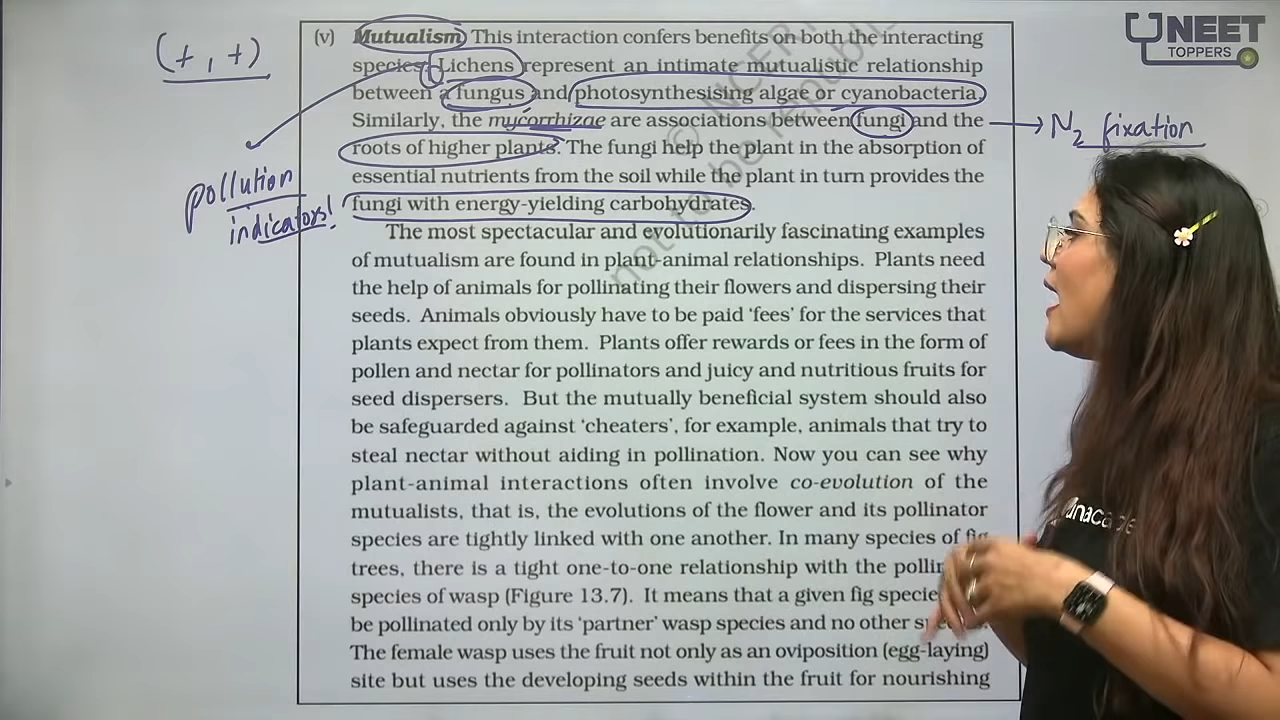 UNEET
TOPPERS
(+, +)
(v) Mutualism: This interaction confers benefits on both the interacting
species. Lichens represent an intimate mutualistic relationship
between a fungus and photosynthesising algae or cyanobacteria.
Similarly, the mycorrhizae are associations between fungi and the
roots of higher plants. The fungi help the plant in the absorption of
essential nutrients from the soil while the plant in turn provides the
fungi with energy-yielding carbohydrates.
N2 fixation
pollution
indicators!
The most spectacular and evolutionarily fascinating examples
of mutualism are found in plant-animal relationships. Plants need
the help of animals for pollinating their flowers and dispersing their
seeds. Animals obviously have to be paid ‘fees’ for the services that
plants expect from them. Plants offer rewards or fees in the form of
pollen and nectar for pollinators and juicy and nutritious fruits for
seed dispersers. But the mutually beneficial system should also
be safeguarded against ‘cheaters’, for example, animals that try to
steal nectar without aiding in pollination. Now you can see why
plant-animal interactions often involve co-evolution of the
mutualists, that is, the evolutions of the flower and its pollinator
species are tightly linked with one another. In many species of fig
trees, there is a tight one-to-one relationship with the
species of wasp (Figure 13.7). It means that a given fig
be pollinated only by its ‘partner’ wasp species and no other
The female wasp uses the fruit not only as an oviposition (egg-laying)
site but uses the developing seeds within the fruit for nourishing
© NCERT
not to be republi